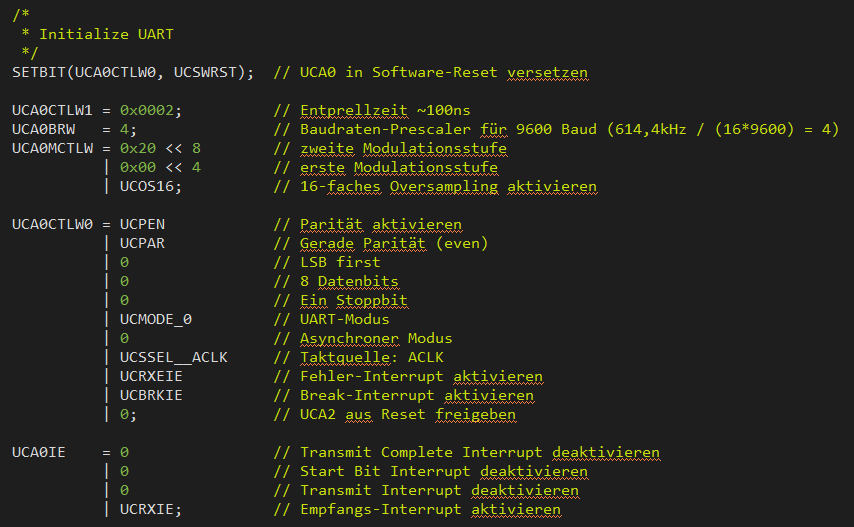 /*
 * Initialize UART
 */
SETBIT(UCA0CTLW0, UCSWRST);  // UCA0 in Software-Reset versetzen

UCA0CTLW1 = 0x0002;          // Entprellzeit ~100ns
UCA0BRW   = 4;               // Baudraten-Prescaler für 9600 Baud (614,4kHz / (16*9600) = 4)
UCA0MCTLW = 0x20 << 8        // zweite Modulationsstufe
          | 0x00 << 4        // erste Modulationsstufe
          | UCOS16;          // 16-faches Oversampling aktivieren

UCA0CTLW0 = UCPEN            // Parität aktivieren
          | UCPAR            // Gerade Parität (even)
          | 0                // LSB first
          | 0                // 8 Datenbits
          | 0                // Ein Stoppbit
          | UCMODE_0         // UART-Modus
          | 0                // Asynchroner Modus
          | UCSSEL__ACLK     // Taktquelle: ACLK
          | UCRXEIE          // Fehler-Interrupt aktivieren
          | UCBRKIE          // Break-Interrupt aktivieren
          | 0;               // UCA2 aus Reset freigeben

UCA0IE    = 0                // Transmit Complete Interrupt deaktivieren
          | 0                // Start Bit Interrupt deaktivieren
          | 0                // Transmit Interrupt deaktivieren
          | UCRXIE;          // Empfangs-Interrupt aktivieren